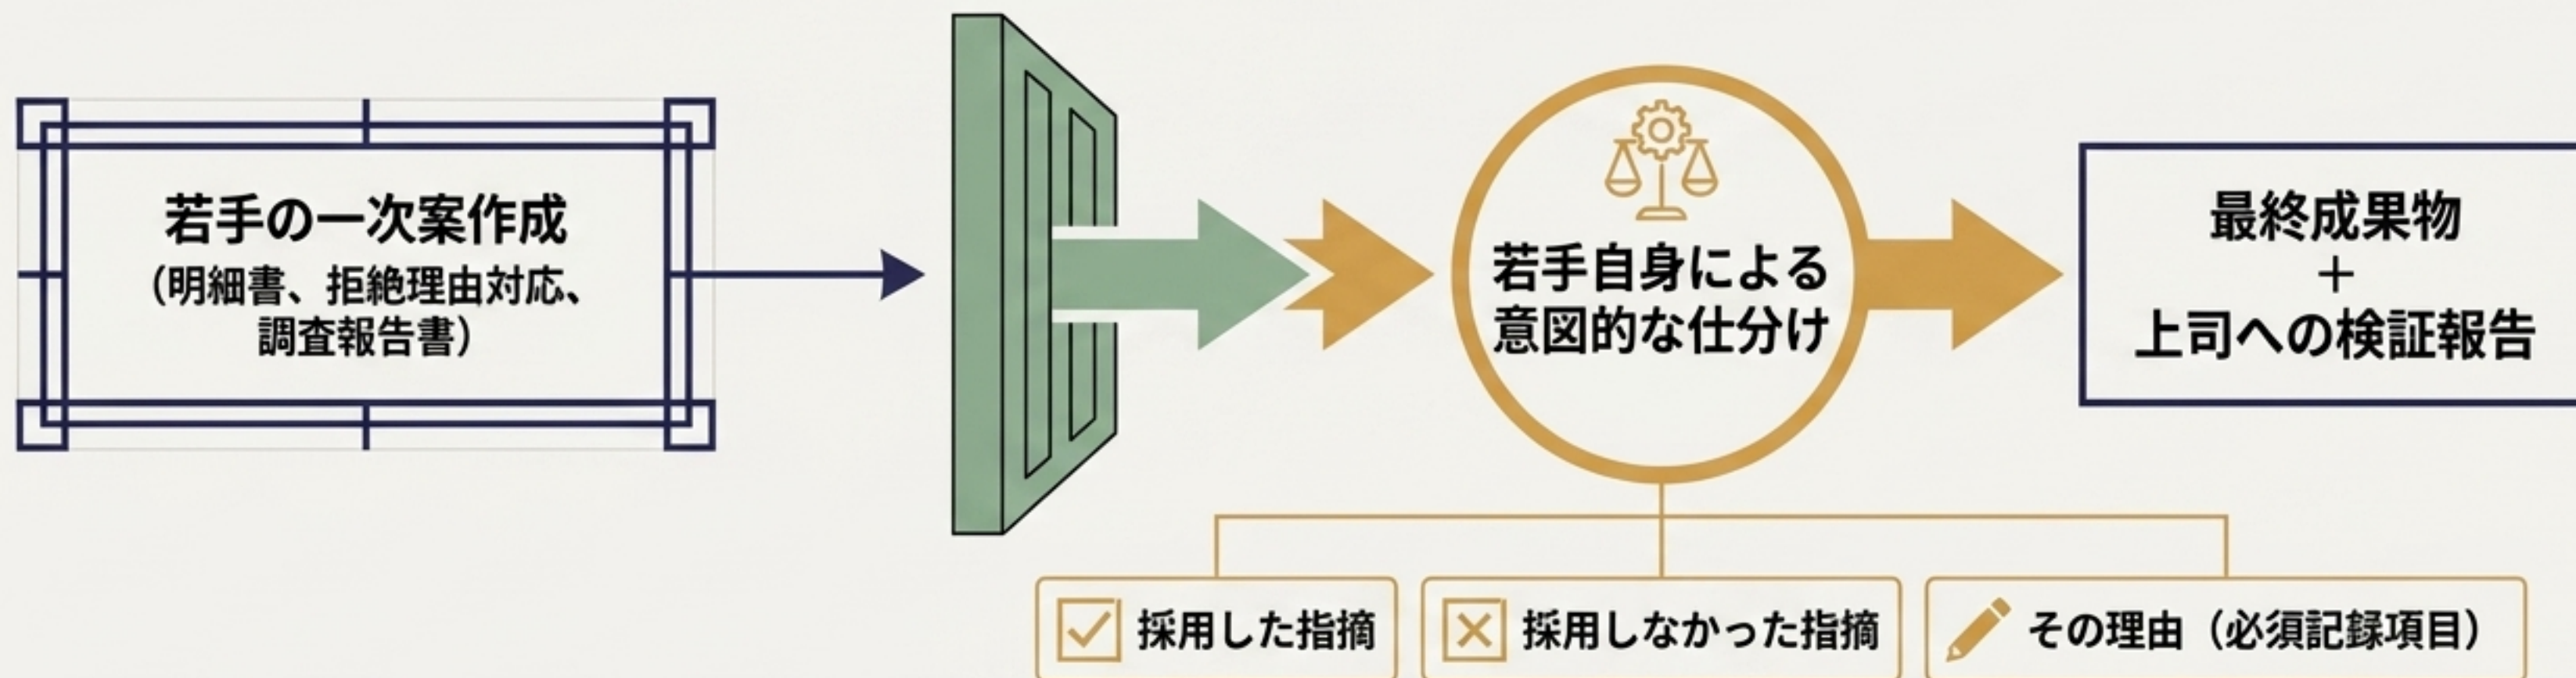 若手の一次案作成
（明細書、拒絶理由対応、
調査報告書）
若手自身による
意図的な仕分け
最終成果物
＋
上司への検証報告
採用した指摘
採用しなかった指摘
その理由（必須記録項目）